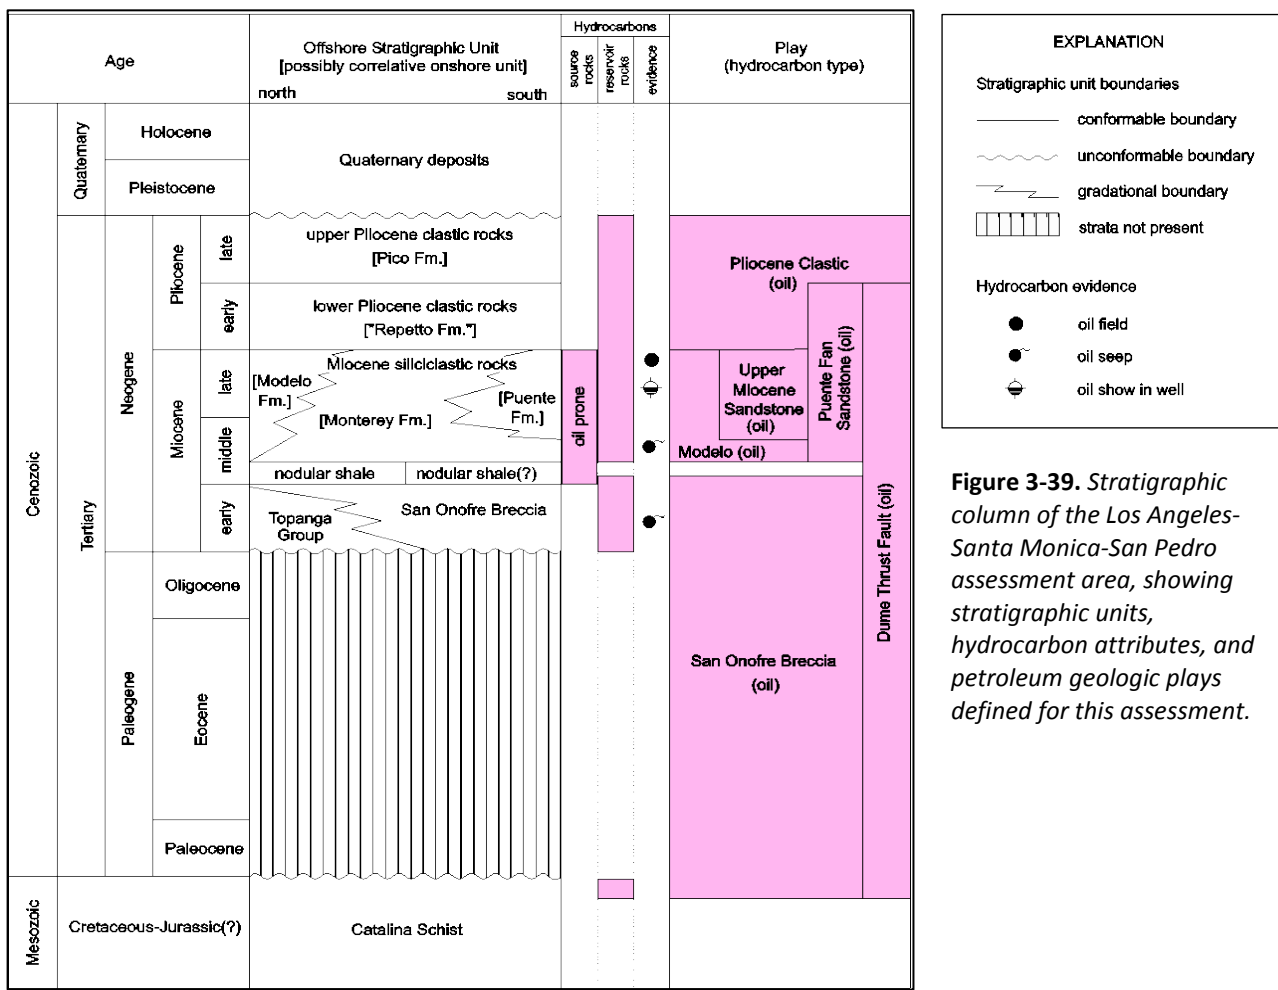 Age
Offshore Stratigraphic Unit
[possibly correlative onshore unit]
north
south
Hydrocarbons
source
rocks
reservoir
rocks
evidence
Play
(hydrocarbon type)
Cenozoic
Quaternary
Holocene
Pleistocene
Quaternary deposits
Tertiary
Neogene
Pliocene
late
upper Pliocene clastic rocks
[Pico Fm.]
early
lower Pliocene clastic rocks
["Repetto Fm."]
Pliocene Clastic
(oil)
Miocene
late
Miocene siliciclastic rocks
[Modelo
Fm.]
[Monterey Fm.]
[Puente
Fm.]
middle
nodular shale
nodular shale(?)
oil prone
Upper
Miocene
Sandstone
(oil)
Puente Fan
Sandstone (oil)
Modelo (oil)
early
Topanga
Group
San Onofre Breccia
Dume Thrust Fault (oil)
Paleogene
Oligocene
Eocene
Paleocene
San Onofre Breccia
(oil)
Mesozoic
Cretaceous-Jurassic(?)
Catalina Schist
EXPLANATION
Stratigraphic unit boundaries
conformable boundary
unconformable boundary
gradational boundary
strata not present
Hydrocarbon evidence
oil field
oil seep
oil show in well
Figure 3-39. Stratigraphic
column of the Los Angeles-
Santa Monica-San Pedro
assessment area, showing
stratigraphic units,
hydrocarbon attributes, and
petroleum geologic plays
defined for this assessment.